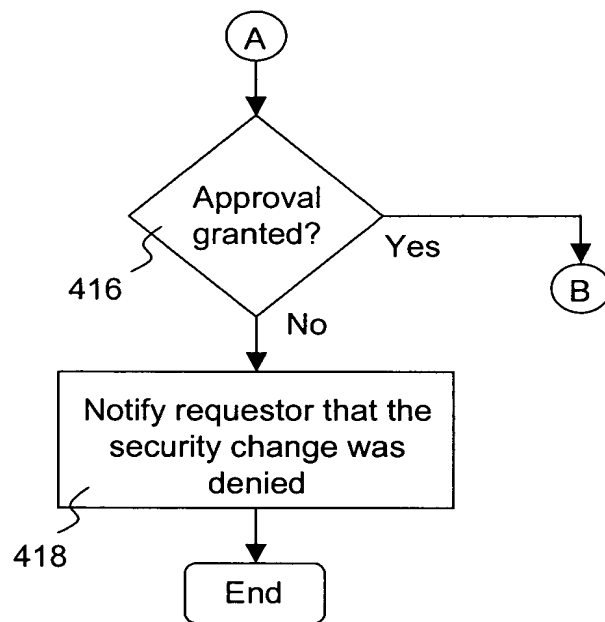 A
Approval
granted?
Yes
416
B
No
Notify requestor that the
security change was
denied
418
End